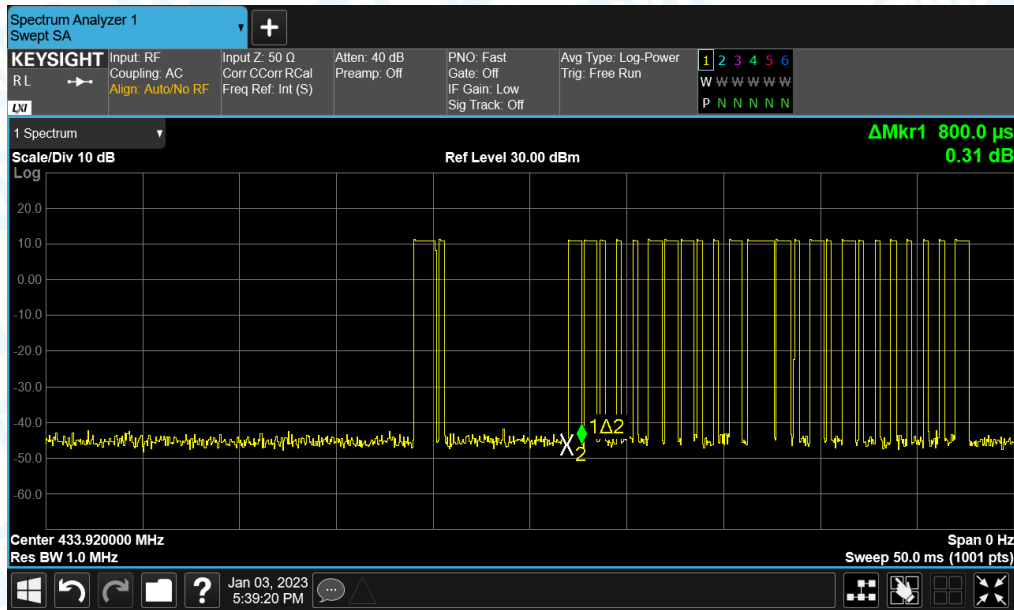 Spectrum Analyzer 1
Swept SA
+
KEYSIGHT
R L
LXI
Input: RF
Coupling: AC
Align: Auto/No RF
Input Z: 50 Ω
Corr CCorr RCal
Freq Ref: Int (S)
Atten: 40 dB
Preamp: Off
PNO: Fast
Gate: Off
IF Gain: Low
Sig Track: Off
Avg Type: Log-Power
Trig: Free Run
1 2 3 4 5 6
W W W W W W
P N N N N N
1 Spectrum
ΔMkr1 800.0 µs
0.31 dB
Scale/Div 10 dB
Ref Level 30.00 dBm
Log
20.0
10.0
0.00
-10.0
-20.0
-30.0
-40.0
-50.0
-60.0
1Δ2
X
2
Center 433.920000 MHz
Res BW 1.0 MHz
Span 0 Hz
Sweep 50.0 ms (1001 pts)
?
Jan 03, 2023
5:39:20 PM